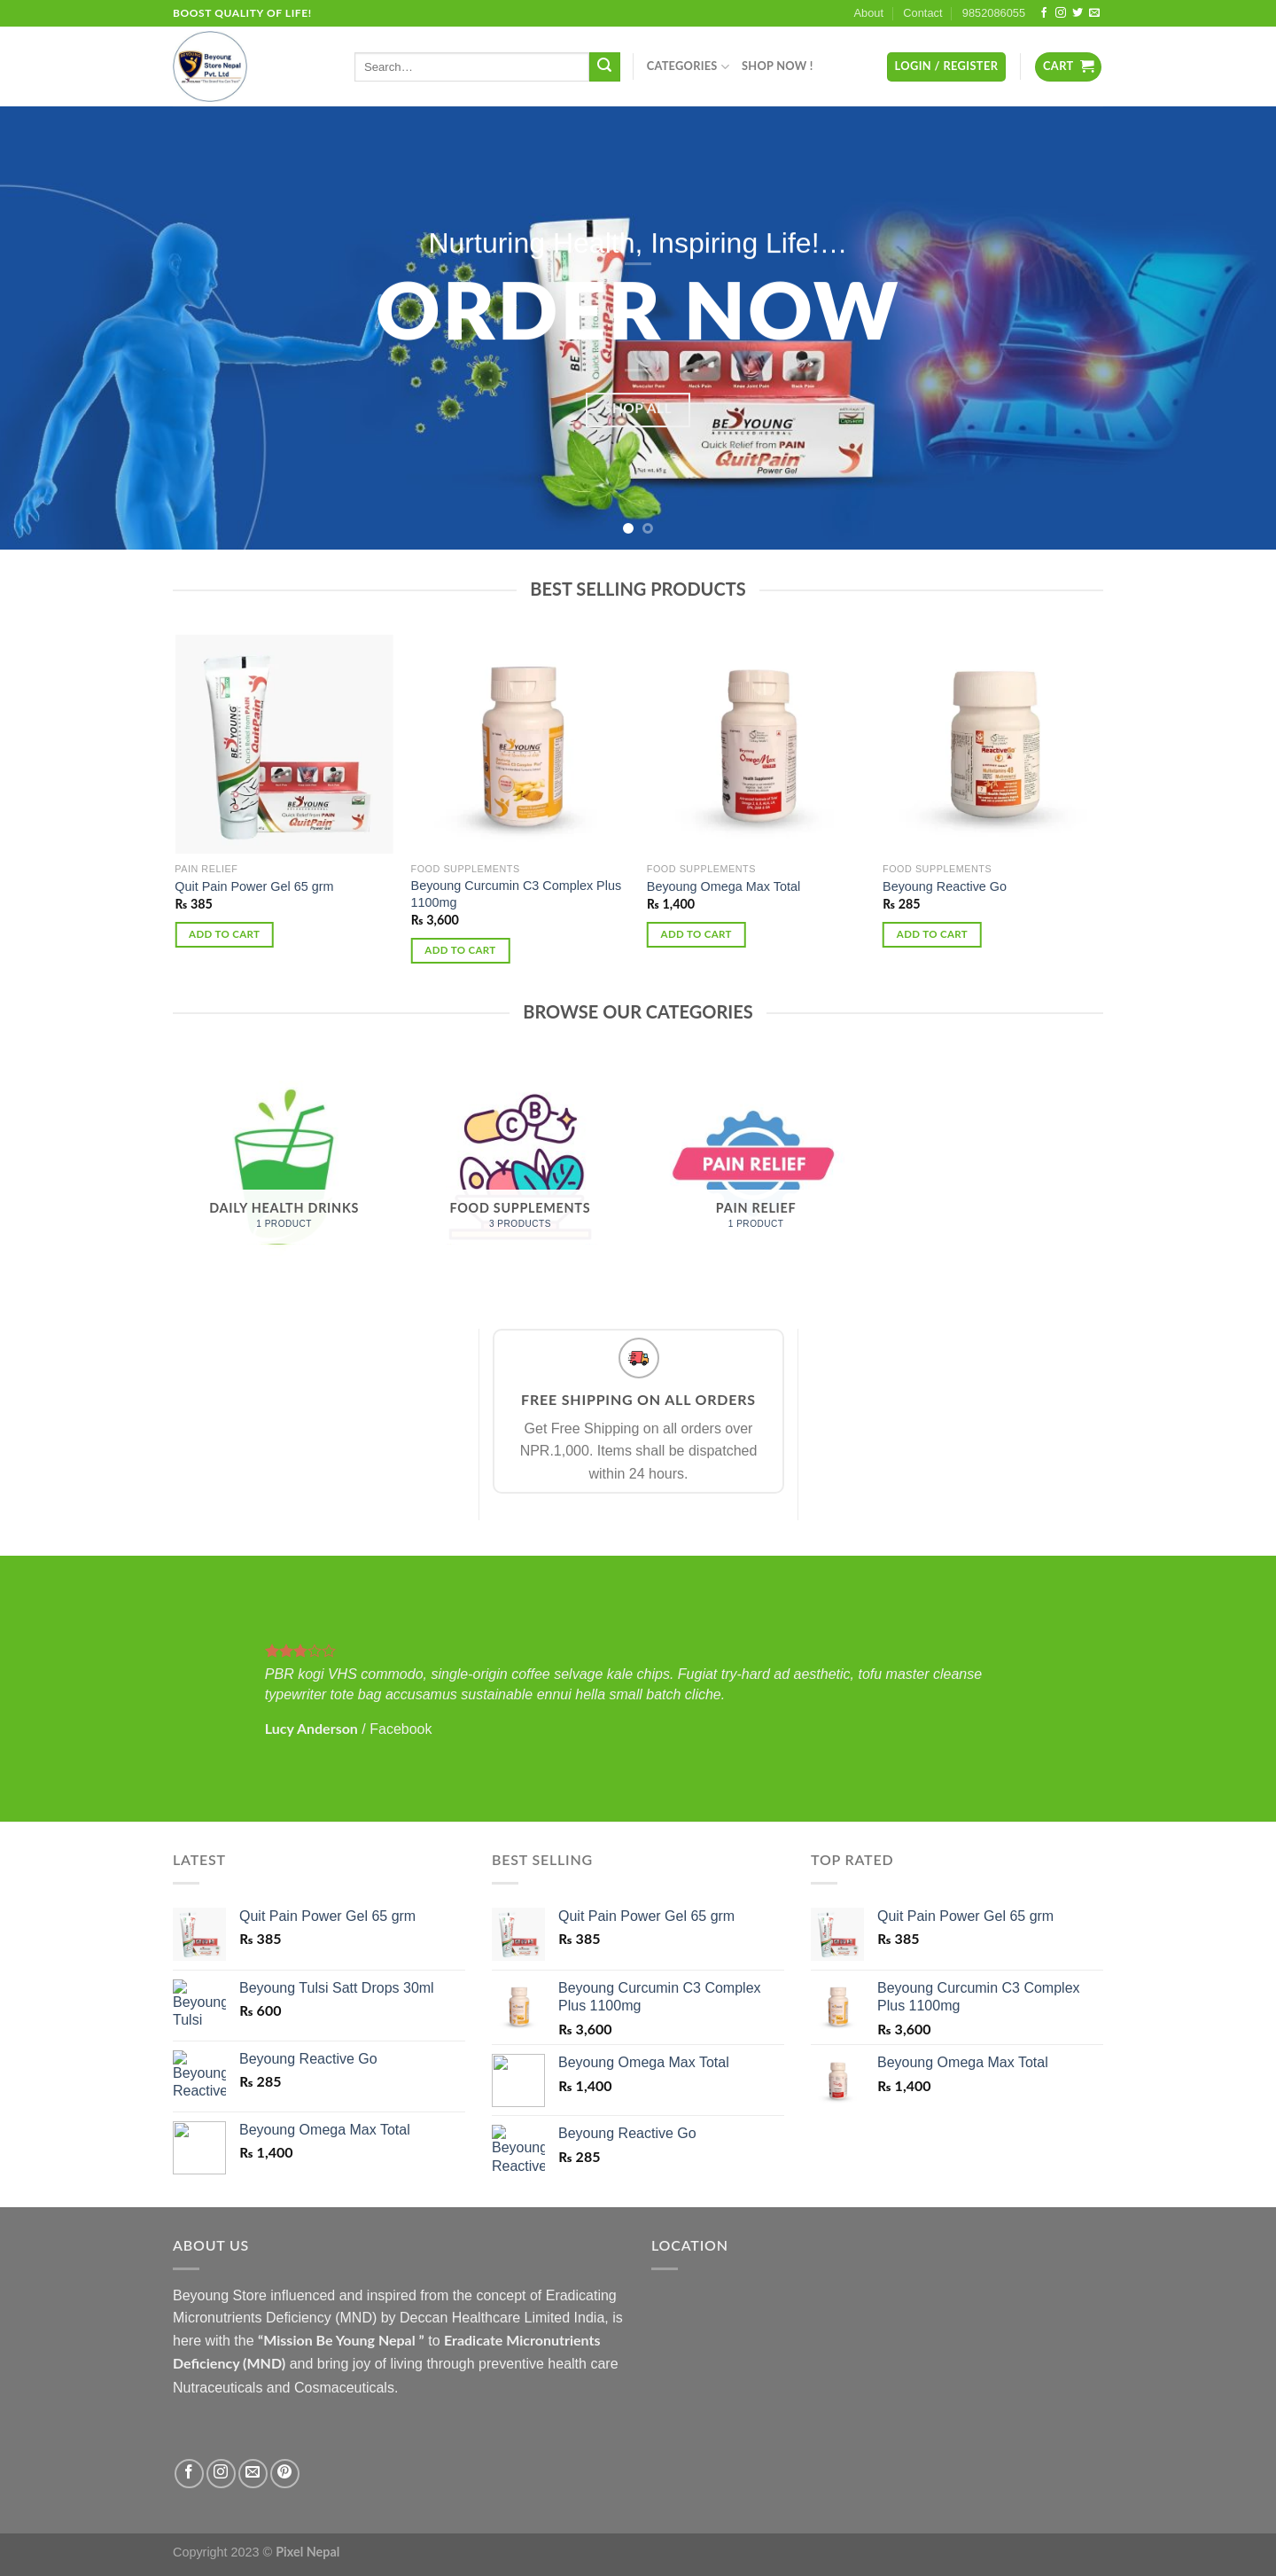 BOOST QUALITY OF LIFE!
About
Contact
9852086055
Beyoung
Store Nepal
Pvt. Ltd
Search…
CATEGORIES
SHOP NOW !
LOGIN / REGISTER
CART
Nurturing Health, Inspiring Life!…
ORDER NOW
SHOP ALL
Musculer Pain
Neck Pain
Knee Joint Pain
Back Pain
BE YOUNG
Quick Relief from PAIN
QuitPain
Power Gel
Net wt. 65 g
BEST SELLING PRODUCTS
PAIN RELIEF
Quit Pain Power Gel 65 grm
₨ 385
ADD TO CART
FOOD SUPPLEMENTS
Beyoung Curcumin C3 Complex Plus
1100mg
₨ 3,600
ADD TO CART
FOOD SUPPLEMENTS
Beyoung Omega Max Total
₨ 1,400
ADD TO CART
FOOD SUPPLEMENTS
Beyoung Reactive Go
₨ 285
ADD TO CART
BROWSE OUR CATEGORIES
DAILY HEALTH DRINKS
1 PRODUCT
C B
FOOD SUPPLEMENTS
3 PRODUCTS
PAIN RELIEF
PAIN RELIEF
1 PRODUCT
FREE SHIPPING ON ALL ORDERS
Get Free Shipping on all orders over
NPR.1,000. Items shall be dispatched
within 24 hours.
PBR kogi VHS commodo, single-origin coffee selvage kale chips. Fugiat try-hard ad aesthetic, tofu master cleanse
typewriter tote bag accusamus sustainable ennui hella small batch cliche.
Lucy Anderson / Facebook
LATEST
Quit Pain Power Gel 65 grm
₨ 385
Beyoung
Tulsi
Beyoung Tulsi Satt Drops 30ml
₨ 600
Beyoung
Reactive
Beyoung Reactive Go
₨ 285
Beyoung Omega Max Total
₨ 1,400
BEST SELLING
Quit Pain Power Gel 65 grm
₨ 385
Beyoung Curcumin C3 Complex
Plus 1100mg
₨ 3,600
Beyoung Omega Max Total
₨ 1,400
Beyoung
Reactive
Beyoung Reactive Go
₨ 285
TOP RATED
Quit Pain Power Gel 65 grm
₨ 385
Beyoung Curcumin C3 Complex
Plus 1100mg
₨ 3,600
Beyoung Omega Max Total
₨ 1,400
ABOUT US
Beyoung Store influenced and inspired from the concept of Eradicating
Micronutrients Deficiency (MND) by Deccan Healthcare Limited India, is
here with the “Mission Be Young Nepal ” to Eradicate Micronutrients
Deficiency (MND) and bring joy of living through preventive health care
Nutraceuticals and Cosmaceuticals.
LOCATION
Copyright 2023 © Pixel Nepal